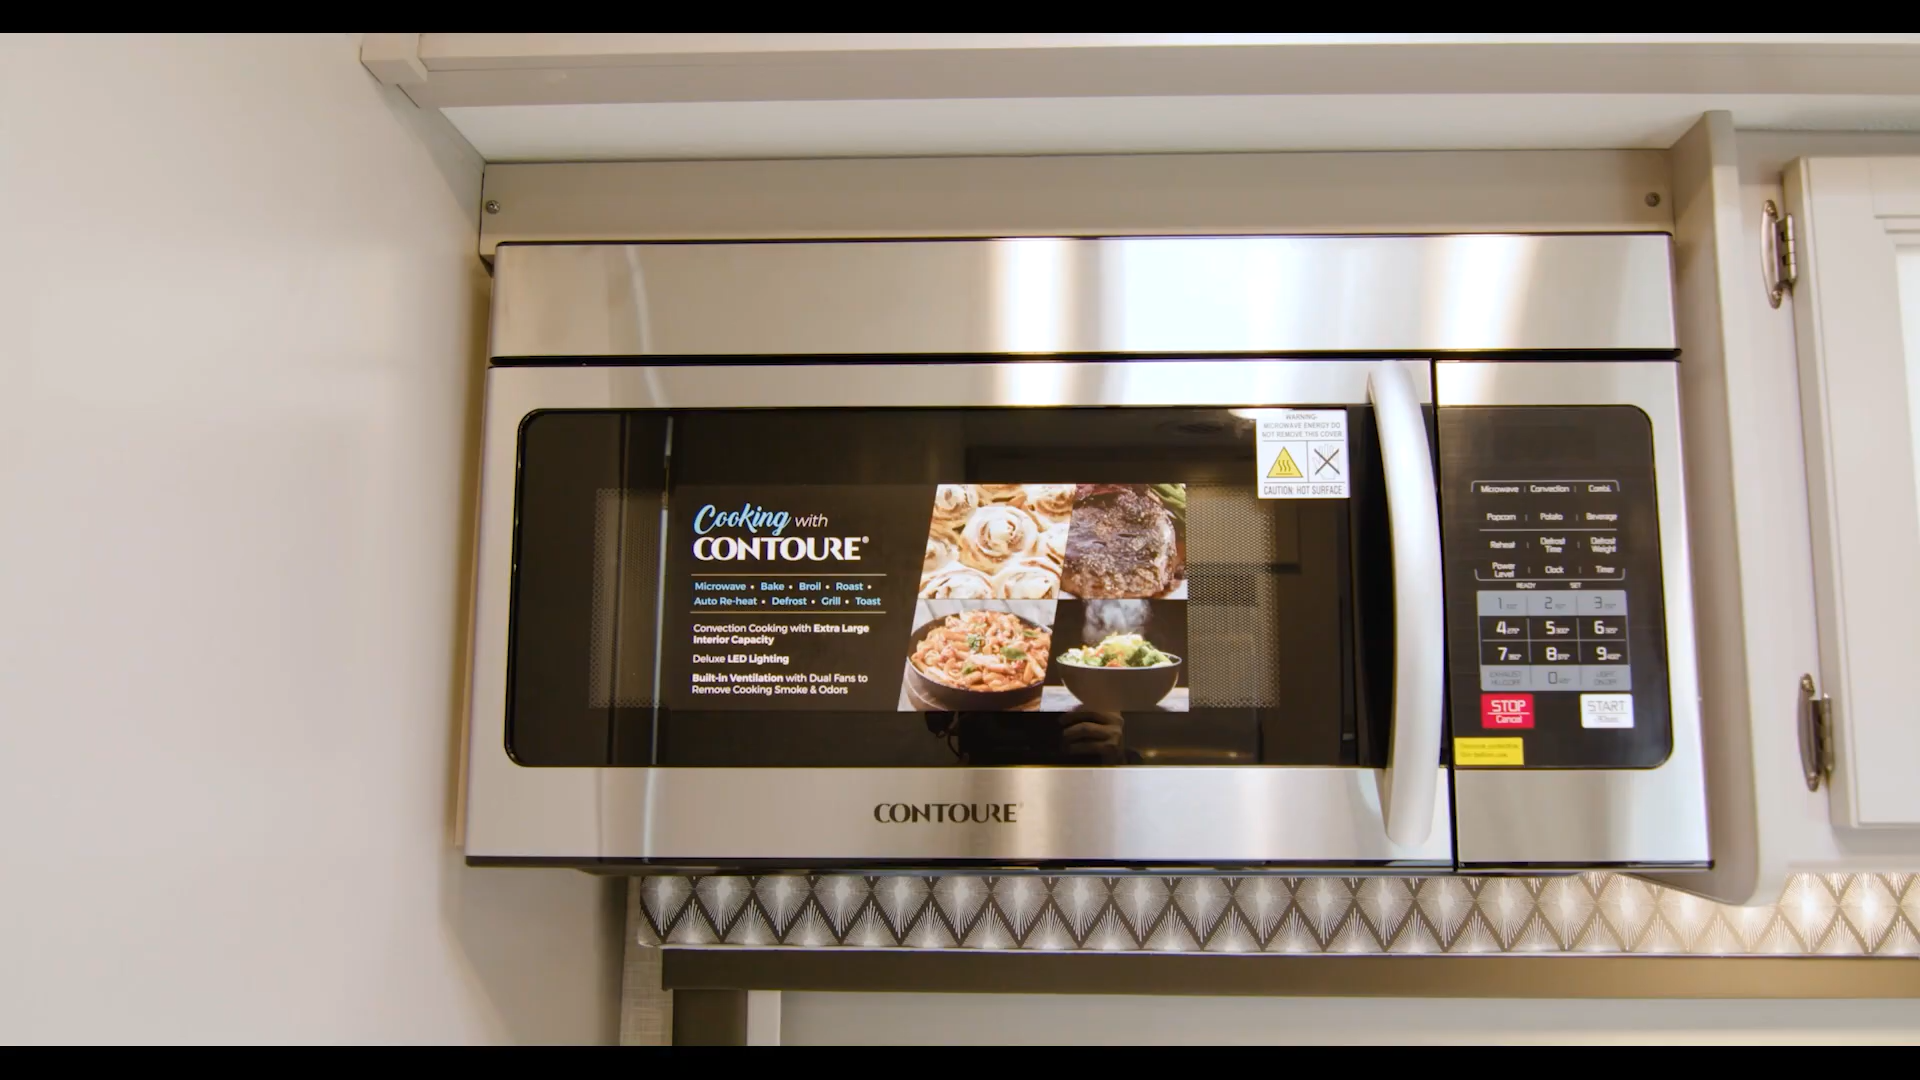 WARNING
MICROWAVE ENERGY DO
NOT REMOVE THIS COVER
CAUTION: HOT SURFACE
Cooking with
CONTOURE®
Microwave • Bake • Broil • Roast •
Auto Re-heat • Defrost • Grill • Toast
Convection Cooking with Extra Large
Interior Capacity
Deluxe LED Lighting
Built-in Ventilation with Dual Fans to
Remove Cooking Smoke & Odors
CONTOURE®
Microwave Convection Combi.
Popcorn Potato Beverage
Reheat Defrost Time Defrost Weight
Power Level Clock Timer
READY SET
1 2 3
4 5 6
7 8 9
0
STOP START
Cancel